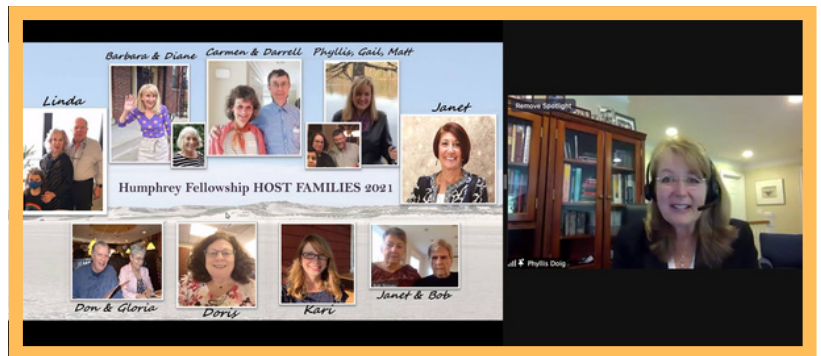 Barbara & Diane
Carmen & Darrell
Phyllis, Gail, Matt
Linda
Janet
Humphrey Fellowship HOST FAMILIES 2021
Don & Gloria
Doris
Kari
Janet & Bob
Remove Spotlight
Phyllis Doig